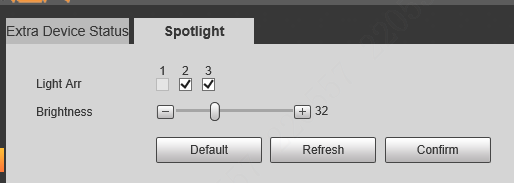 Extra Device Status Spotlight
1 2 3
Light Arr
Brightness 32
Default Refresh Confirm